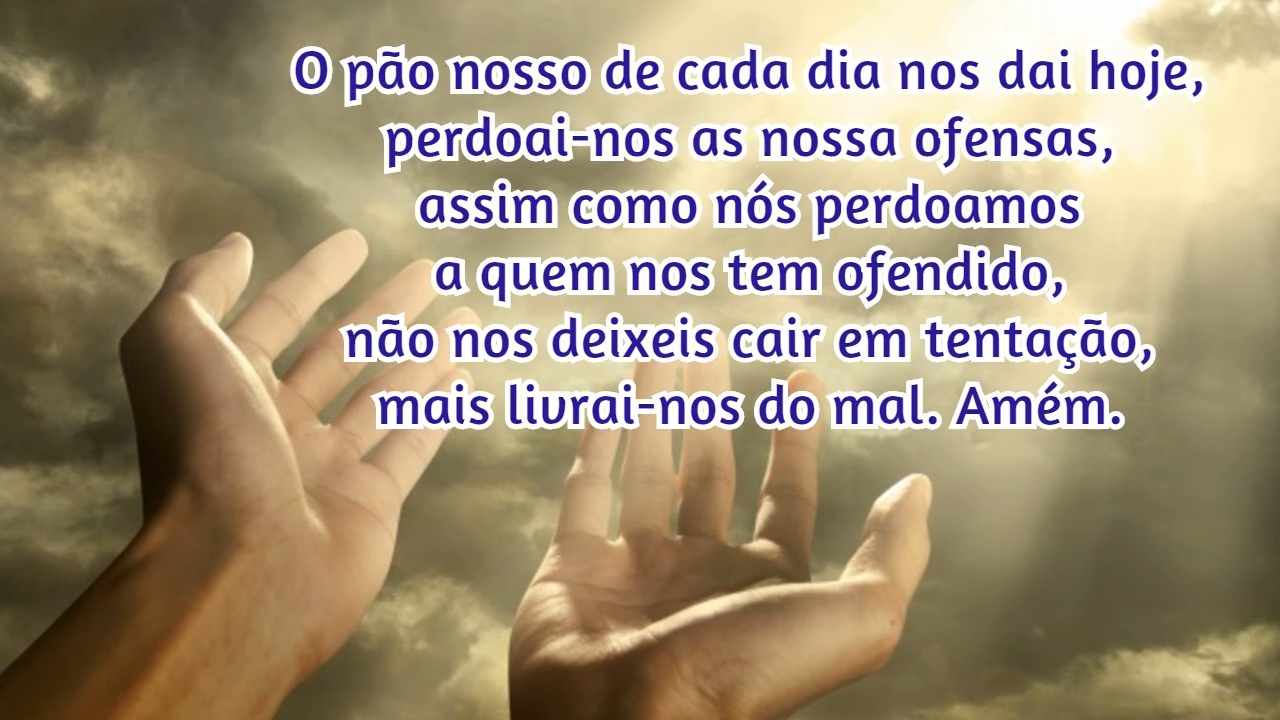 O pão nosso de cada dia nos dai hoje,
perdoai-nos as nossa ofensas,
assim como nós perdoamos
a quem nos tem ofendido,
não nos deixeis cair em tentação,
mais livrai-nos do mal. Amém.